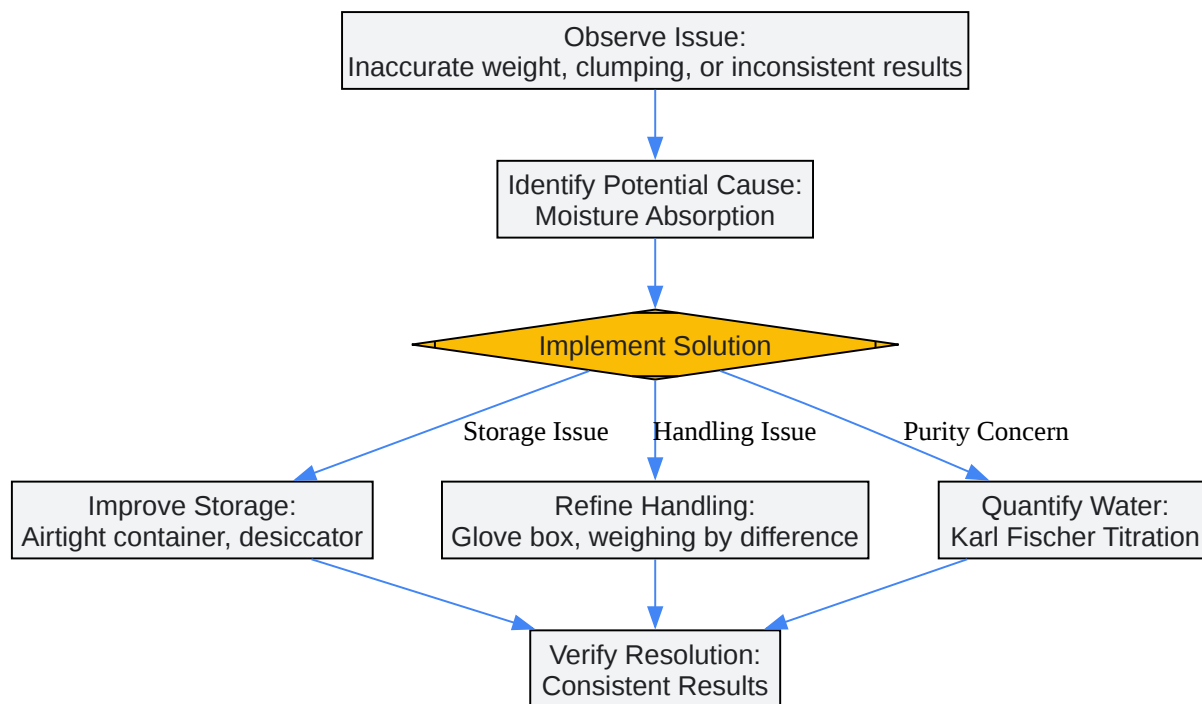 Observe Issue:
Inaccurate weight, clumping, or inconsistent results
Identify Potential Cause:
Moisture Absorption
Implement Solution
Storage Issue
Handling Issue
Purity Concern
Improve Storage:
Airtight container, desiccator
Refine Handling:
Glove box, weighing by difference
Quantify Water:
Karl Fischer Titration
Verify Resolution:
Consistent Results